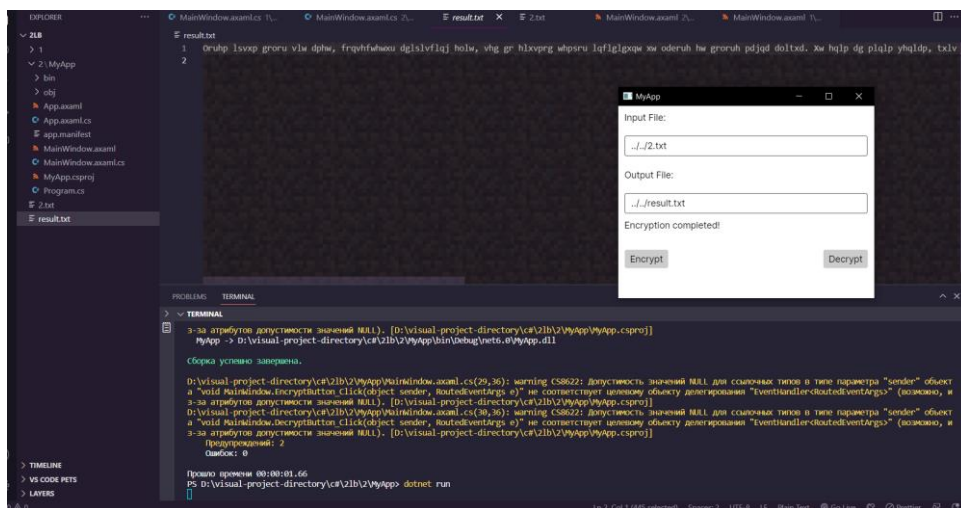 EXPLORER
MainWindow.axaml.cs 1\...
MainWindow.axaml.cs 2\...
result.txt
2.txt
MainWindow.axaml 2\...
MainWindow.axaml 1\...
2LB
1
2\MyApp
bin
obj
App.axaml
App.axaml.cs
app.manifest
MainWindow.axaml
MainWindow.axaml.cs
MyApp.csproj
Program.cs
2.txt
result.txt
TIMELINE
VS CODE PETS
LAYERS
result.txt
1 Oruhp lsvxp groru vlw dphw, frqvhfwhwxu dglslvflqj holw, vhg gr hlxvprg whpsru lqflglgxqw xw oderuh hw groruh pdjqd doltxd. Xw hqlp dg plqlp yhqldp, txlv
2
MyApp
Input File:
../../2.txt
Output File:
../../result.txt
Encryption completed!
Encrypt
Decrypt
PROBLEMS TERMINAL
TERMINAL
з-за атрибутов допустимости значений NULL). [D:\visual-project-directory\c#\2lb\2\MyApp\MyApp.csproj]
MyApp -> D:\visual-project-directory\c#\2lb\2\MyApp\bin\Debug\net6.0\MyApp.dll
Сборка успешно завершена.
D:\visual-project-directory\c#\2lb\2\MyApp\MainWindow.axaml.cs(29,36): warning CS8622: Допустимость значений NULL для ссылочных типов в типе параметра "sender" объект
а "void MainWindow.EncryptButton_Click(object sender, RoutedEventArgs e)" не соответствует целевому объекту делегирования "EventHandler<RoutedEventArgs>" (возможно, и
з-за атрибутов допустимости значений NULL). [D:\visual-project-directory\c#\2lb\2\MyApp\MyApp.csproj]
D:\visual-project-directory\c#\2lb\2\MyApp\MainWindow.axaml.cs(30,36): warning CS8622: Допустимость значений NULL для ссылочных типов в типе параметра "sender" объект
а "void MainWindow.DecryptButton_Click(object sender, RoutedEventArgs e)" не соответствует целевому объекту делегирования "EventHandler<RoutedEventArgs>" (возможно, и
з-за атрибутов допустимости значений NULL). [D:\visual-project-directory\c#\2lb\2\MyApp\MyApp.csproj]
Предупреждений: 2
Ошибок: 0
Прошло времени 00:00:01.66
PS D:\visual-project-directory\c#\2lb\2\MyApp> dotnet run